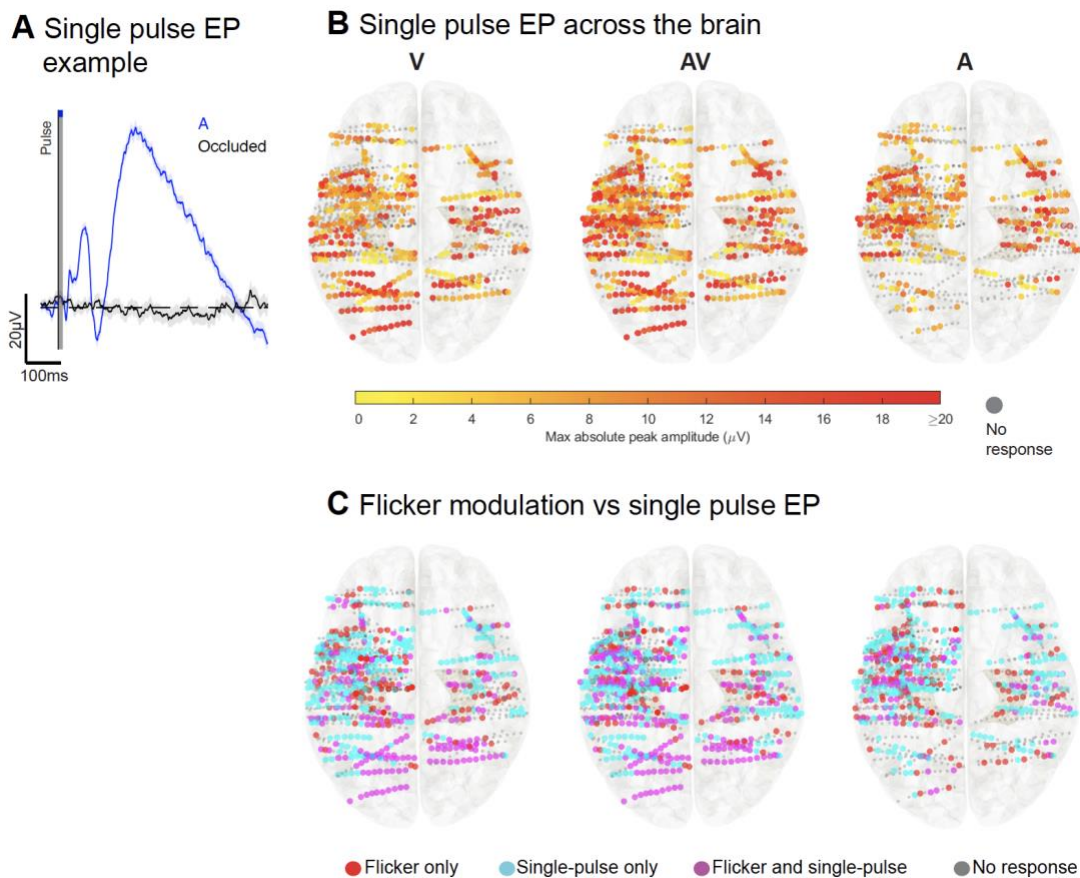 A Single pulse EP
example
Pulse
A
Occluded
20µV
100ms
B Single pulse EP across the brain
V AV A
0 2 4 6 8 10 12 14 16 18 ≥20
Max absolute peak amplitude (µV)
No
response
C Flicker modulation vs single pulse EP
Flicker only Single-pulse only Flicker and single-pulse No response